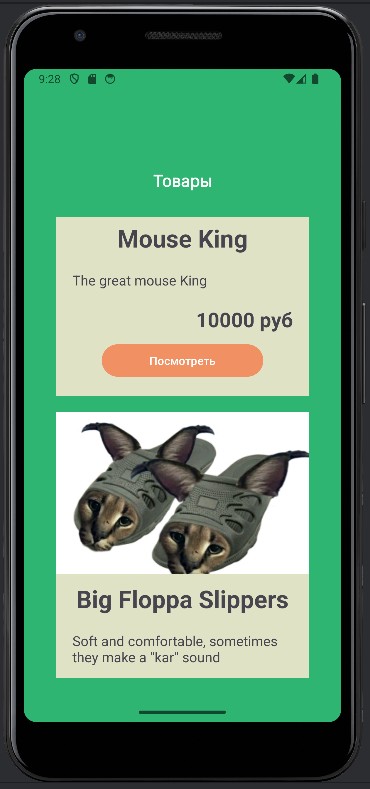 9:28
Товары
Mouse King
The great mouse King
10000 руб
Посмотреть
Big Floppa Slippers
Soft and comfortable, sometimes
they make a "kar" sound